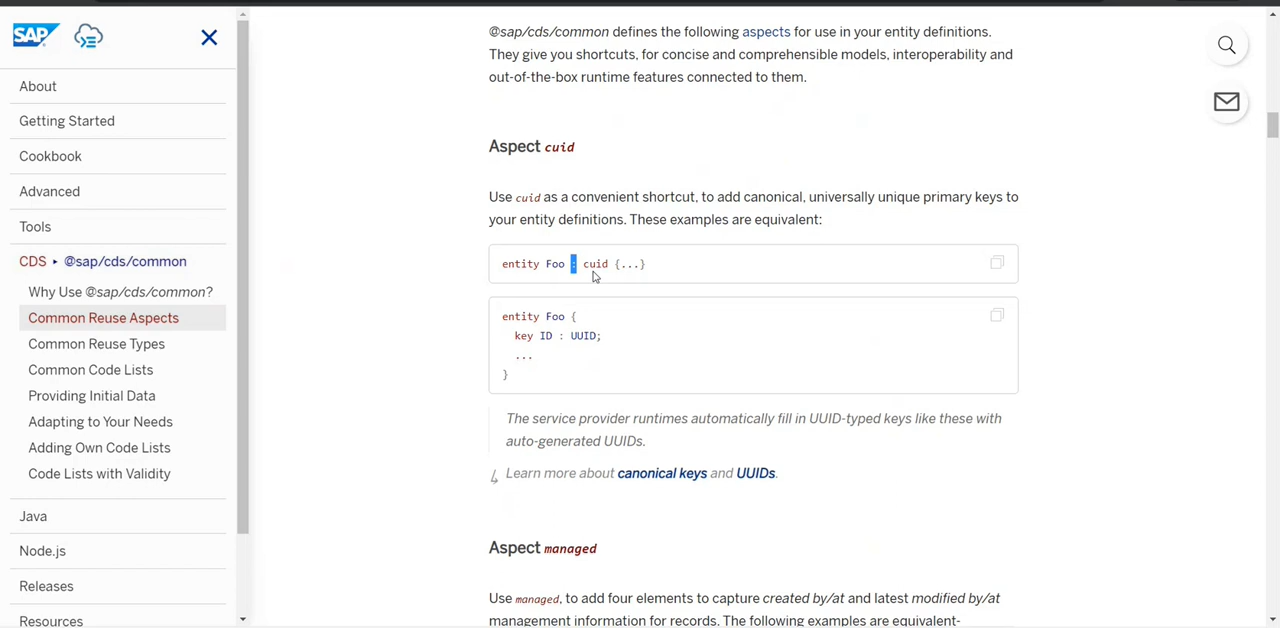 SAP
About
Getting Started
Cookbook
Advanced
Tools
CDS ▸ @sap/cds/common
Why Use @sap/cds/common?
Common Reuse Aspects
Common Reuse Types
Common Code Lists
Providing Initial Data
Adapting to Your Needs
Adding Own Code Lists
Code Lists with Validity
Java
Node.js
Releases
Resources
@sap/cds/common defines the following aspects for use in your entity definitions.
They give you shortcuts, for concise and comprehensible models, interoperability and
out-of-the-box runtime features connected to them.
Aspect cuid
Use cuid as a convenient shortcut, to add canonical, universally unique primary keys to
your entity definitions. These examples are equivalent:
entity Foo : cuid {...}
entity Foo {
key ID : UUID;
...
}
The service provider runtimes automatically fill in UUID-typed keys like these with
auto-generated UUIDs.
↳ Learn more about canonical keys and UUIDs.
Aspect managed
Use managed, to add four elements to capture created by/at and latest modified by/at
management information for records. The following examples are equivalent-